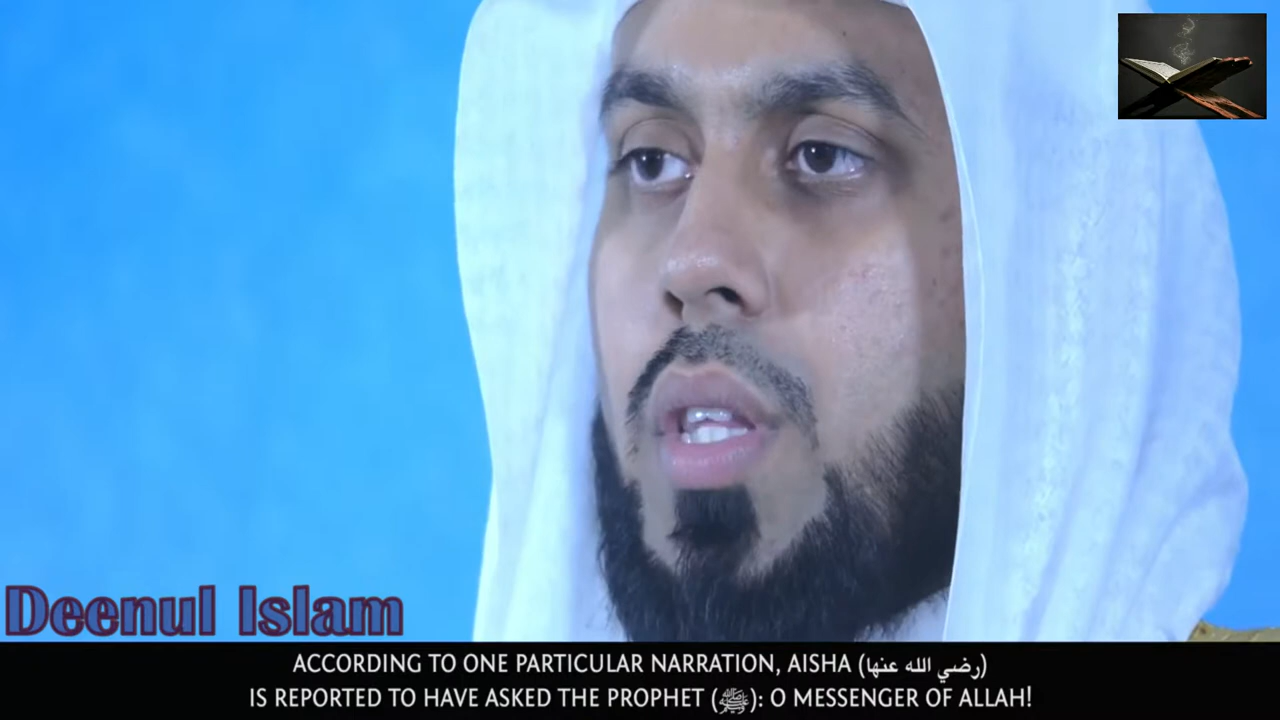 Deenul Islam
ACCORDING TO ONE PARTICULAR NARRATION, AISHA (رضي الله عنها)
IS REPORTED TO HAVE ASKED THE PROPHET (ﷺ): O MESSENGER OF ALLAH!